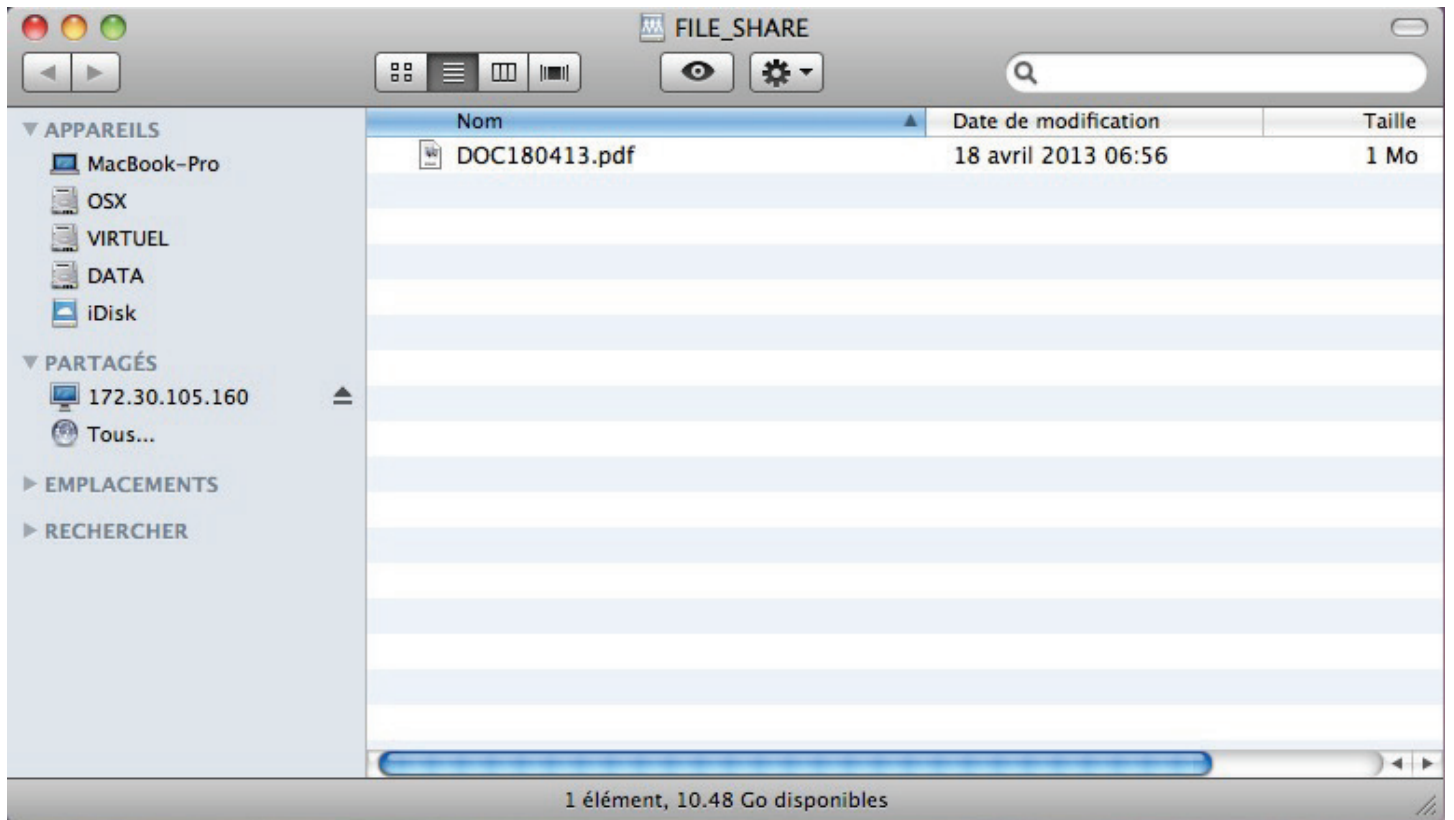 FILE_SHARE
APPAREILS
MacBook-Pro
OSX
VIRTUEL
DATA
iDisk
PARTAGÉS
172.30.105.160
Tous...
EMPLACEMENTS
RECHERCHER
Nom Date de modification Taille
DOC180413.pdf 18 avril 2013 06:56 1 Mo
1 élément, 10.48 Go disponibles